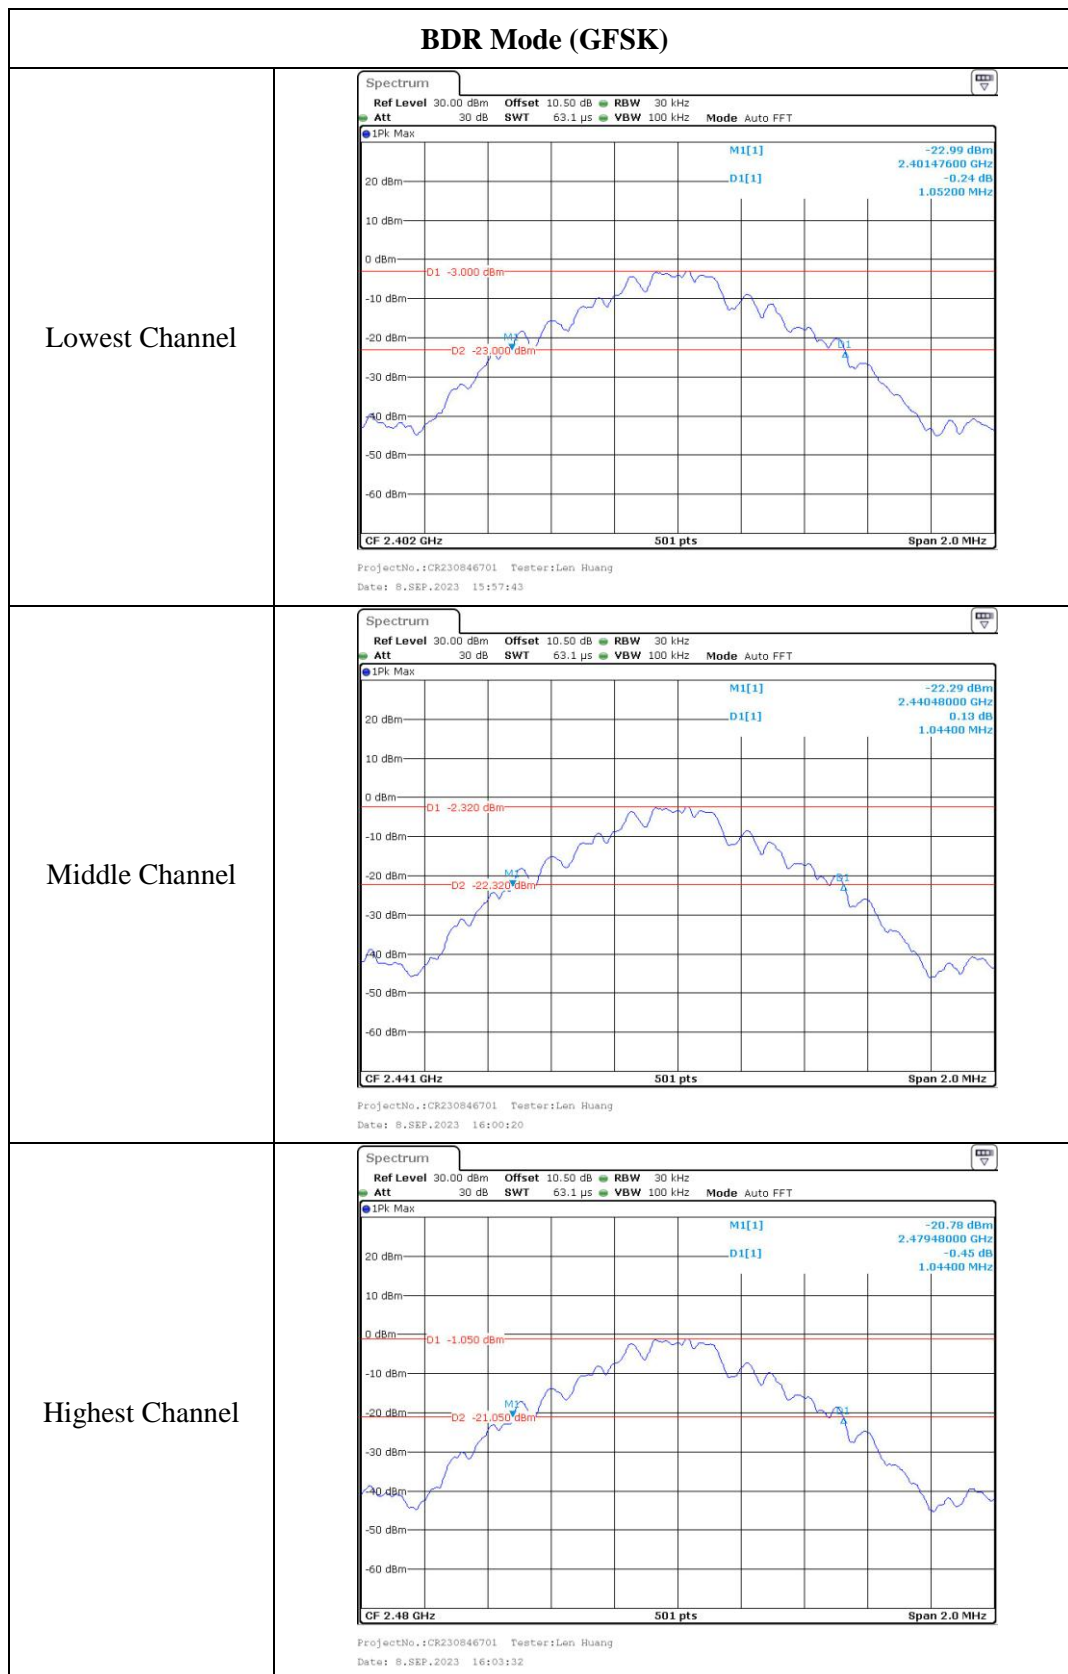 BDR Mode (GFSK)
Lowest Channel
Spectrum
Ref Level 30.00 dBm Offset 10.50 dB RBW 30 kHz
Att 30 dB SWT 63.1 µs VBW 100 kHz Mode Auto FFT
1Pk Max
M1[1] -22.99 dBm
2.40147600 GHz
D1[1] -0.24 dB
1.05200 MHz
20 dBm
10 dBm
0 dBm
D1 -3.000 dBm
-10 dBm
-20 dBm
M1
D1
D2 -23.000 dBm
-30 dBm
-40 dBm
-50 dBm
-60 dBm
CF 2.402 GHz 501 pts Span 2.0 MHz
ProjectNo.:CR230846701 Tester:Len Huang
Date: 8.SEP.2023 15:57:43
Middle Channel
Spectrum
Ref Level 30.00 dBm Offset 10.50 dB RBW 30 kHz
Att 30 dB SWT 63.1 µs VBW 100 kHz Mode Auto FFT
1Pk Max
M1[1] -22.29 dBm
2.44048000 GHz
D1[1] 0.13 dB
1.04400 MHz
20 dBm
10 dBm
0 dBm
D1 -2.320 dBm
-10 dBm
-20 dBm
M1
D1
D2 -22.320 dBm
-30 dBm
-40 dBm
-50 dBm
-60 dBm
CF 2.441 GHz 501 pts Span 2.0 MHz
ProjectNo.:CR230846701 Tester:Len Huang
Date: 8.SEP.2023 16:00:20
Highest Channel
Spectrum
Ref Level 30.00 dBm Offset 10.50 dB RBW 30 kHz
Att 30 dB SWT 63.1 µs VBW 100 kHz Mode Auto FFT
1Pk Max
M1[1] -20.78 dBm
2.47948000 GHz
D1[1] -0.45 dB
1.04400 MHz
20 dBm
10 dBm
0 dBm
D1 -1.050 dBm
-10 dBm
M1
-20 dBm
D1
D2 -21.050 dBm
-30 dBm
-40 dBm
-50 dBm
-60 dBm
CF 2.48 GHz 501 pts Span 2.0 MHz
ProjectNo.:CR230846701 Tester:Len Huang
Date: 8.SEP.2023 16:03:32